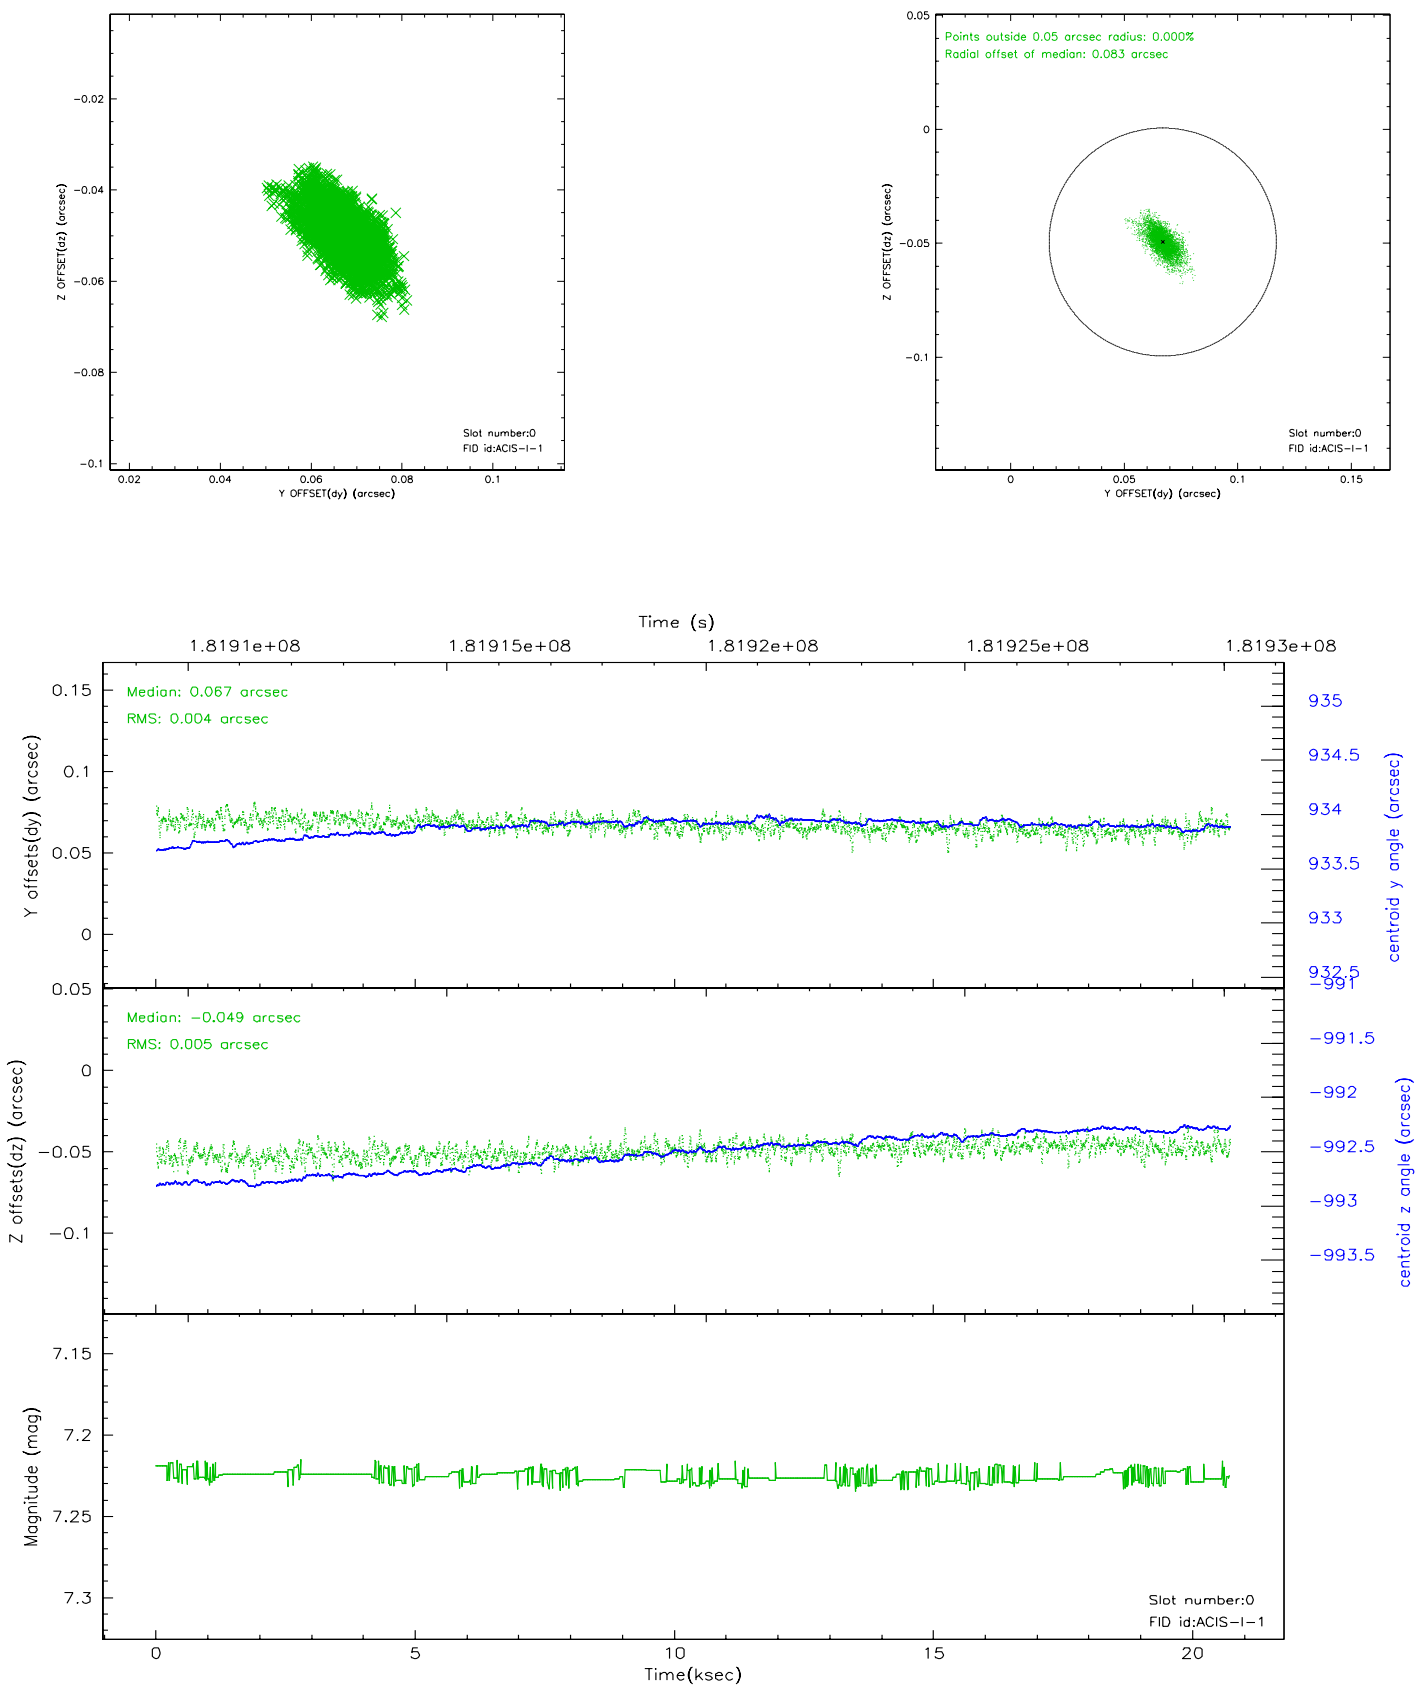 −0.02
−0.04
−0.06
−0.08
−0.1
Z OFFSET(dz) (arcsec)
Slot number:0
FID id:ACIS−I−1
0.02 0.04 0.06 0.08 0.1
Y OFFSET(dy) (arcsec)
0.05
0
−0.05
−0.1
Z OFFSET(dz) (arcsec)
Points outside 0.05 arcsec radius: 0.000%
Radial offset of median: 0.083 arcsec
Slot number:0
FID id:ACIS−I−1
0 0.05 0.1 0.15
Y OFFSET(dy) (arcsec)
Time (s)
1.8191e+08 1.81915e+08 1.8192e+08 1.81925e+08 1.8193e+08
Median: 0.067 arcsec
RMS: 0.004 arcsec
0.15
0.1
0.05
0
Y offsets(dy) (arcsec)
935
934.5
934
933.5
933
932.5
centroid y angle (arcsec)
Median: −0.049 arcsec
RMS: 0.005 arcsec
0.05
0
−0.05
−0.1
Z offsets(dz) (arcsec)
−991
−991.5
−992
−992.5
−993
−993.5
centroid z angle (arcsec)
7.15
7.2
7.25
7.3
Magnitude (mag)
Slot number:0
FID id:ACIS−I−1
0 5 10 15 20
Time(ksec)